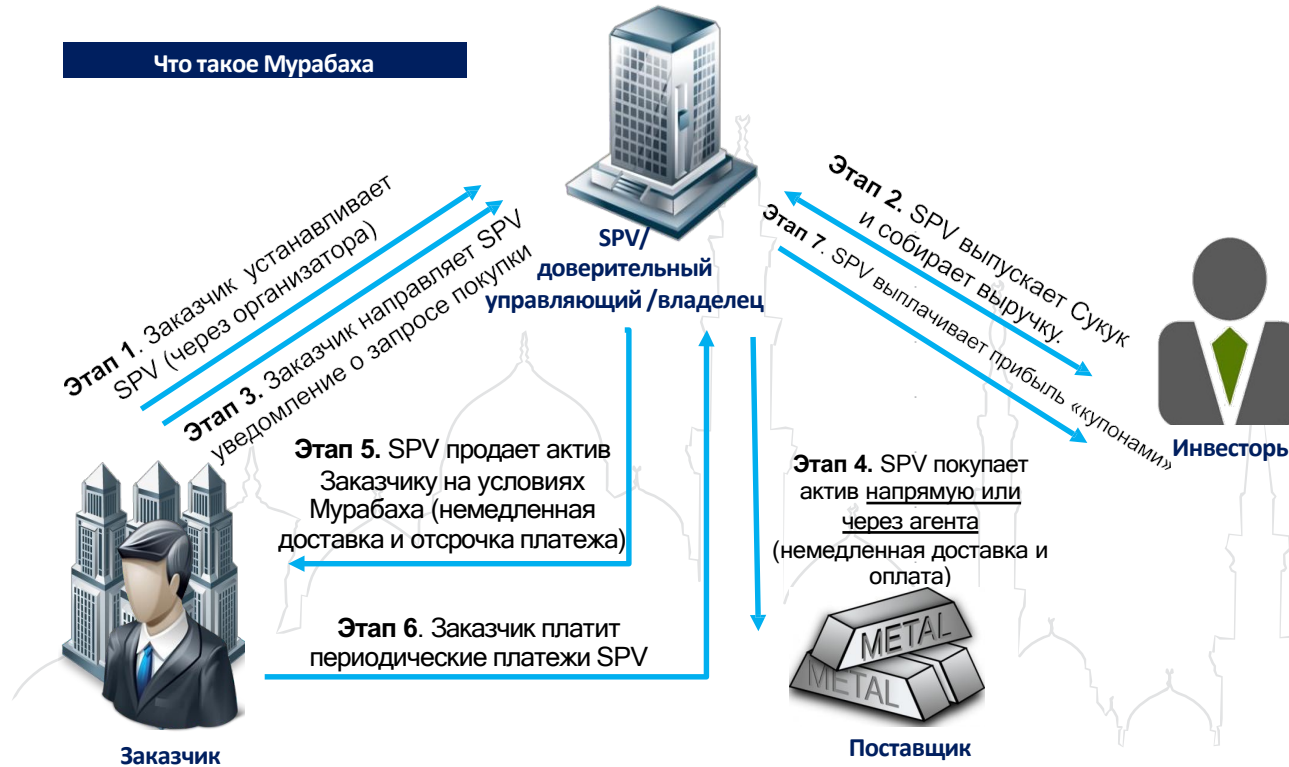 Что такое Мурабаха
SPV/
доверительный
управляющий /владелец
Этап 1. Заказчик устанавливает
SPV (через организатора)
Этап 3. Заказчик направляет SPV
уведомление о запросе покупки
Этап 2. SPV выпускает Сукук
и собирает выручку.
Этап 7. SPV выплачивает прибыль «купонами»
Инвесторы
Этап 5. SPV продает актив
Заказчику на условиях
Мурабаха (немедленная
доставка и отсрочка платежа)
Этап 4. SPV покупает
актив напрямую или
через агента
(немедленная доставка и
оплата)
Этап 6. Заказчик платит
периодические платежи SPV
METAL
METAL
Заказчик
Поставщик